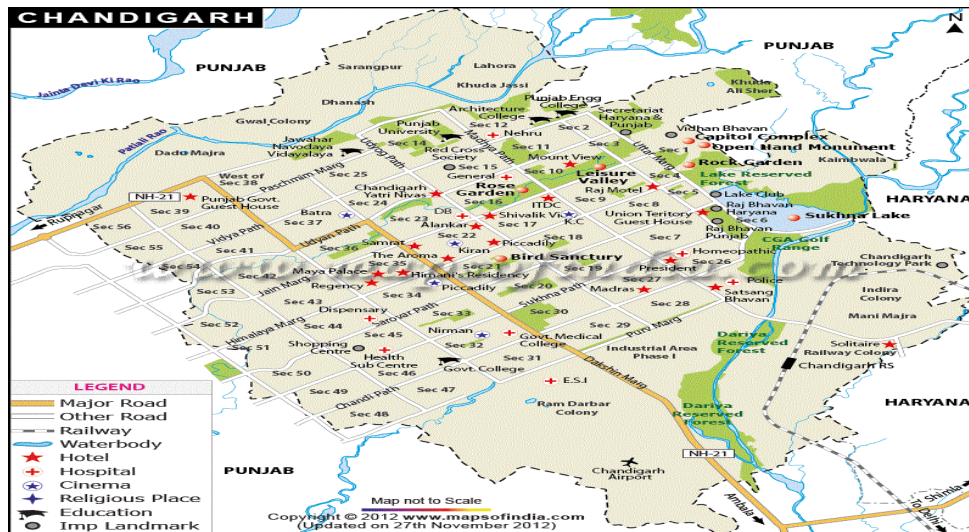 CHANDIGARH
N
PUNJAB
PUNJAB
Jainta Devi Ki Rao
Sarangpur
Lahora
Khuda Jassi
Khuda
Ali Sher
Dhanash
Architecture
College
Punjab Engg
College
Secretariat
Haryana &
Punjab
Gwal Colony
Patiali Rao
Punjab
University
Sec 12
Nehru
Sec 2
Vidhan Bhavan
Capitol Complex
Open Hand Monument
Jawahar
Navodaya
Vidyalaya
Sec 14
Madhya Path
Sec 11
Sec 3
Sec 1
Uttar Marg
Rock Garden
Kaimbwala
Dadu Majra
Udyog Path
Red Cross
Society
Sec 15
Mount View
Lake Reserved
Forest
West of
Sec 38
Paschmim Marg
Sec 25
General
Sec 10
Leisure
Valley
Sec 4
HARYANA
NH-21
Punjab Govt.
Guest House
Chandigarh
Yatri Nivas
Rose
Garden
Raj Motel
Sec 5
Lake Club
Sec 24
Sec 16
ITDC
Sec 9
Sec 8
Raj Bhavan
Haryana
Sec 39
Batra
Sec 23
DB
Shivalik View
K.C
Union Teritory
Guest House
Sec 6
Sukhna Lake
Rupnagar
Sec 56
Sec 40
Vidya Path
Alankar
Sec 17
Raj Bhavan
Punjab
Sec 55
Sec 41
Udyan Path
Sec 36
Samrat
Sec 22
Kiran
Piccadily
Sec 18
Sec 7
CGA Golf
Range
Sec 54
Sec 42
Sec 35
The Aroma
Bird Sanctury
Sec 21
Sec 19
Homeopathic
Sec 26
President
Chandigarh
Technology Park
Maya Palace
Himani's Residency
Regency
Piccadily
Sec 20
Police
Satsang
Bhavan
Indira
Colony
Sec 53
Jain Marg
Sec 43
Sec 34
Sukhna Path
Madras
Sec 28
Mani Majra
Dispensary
Sarovar Path
Sec 33
Sec 30
Sec 52
Himalaya Marg
Sec 44
Sec 45
Nirman
Sec 32
Govt. Medical
College
Sec 29
Purv Marg
Dariya
Reserved
Forest
Solitaire
Railway Colony
Sec 51
Shopping
Centre
Health
Sub Centre
Sec 46
Govt. College
Sec 31
Industrial Area
Phase I
Chandigarh RS
Sec 50
Sec 49
Chandi Path
Sec 47
Sec 48
E.S.I
Dakshin Marg
HARYANA
Ram Darbar
Colony
Dariya
Reserved
Forest
NH-21
PUNJAB
Chandigarh
Airport
Ambala
Shimla
To Delhi
LEGEND
Major Road
Other Road
Railway
Waterbody
Hotel
Hospital
Cinema
Religious Place
Education
Imp Landmark
Map not to Scale
Copyright © 2012 www.mapsofindia.com
(Updated on 27th November 2012)